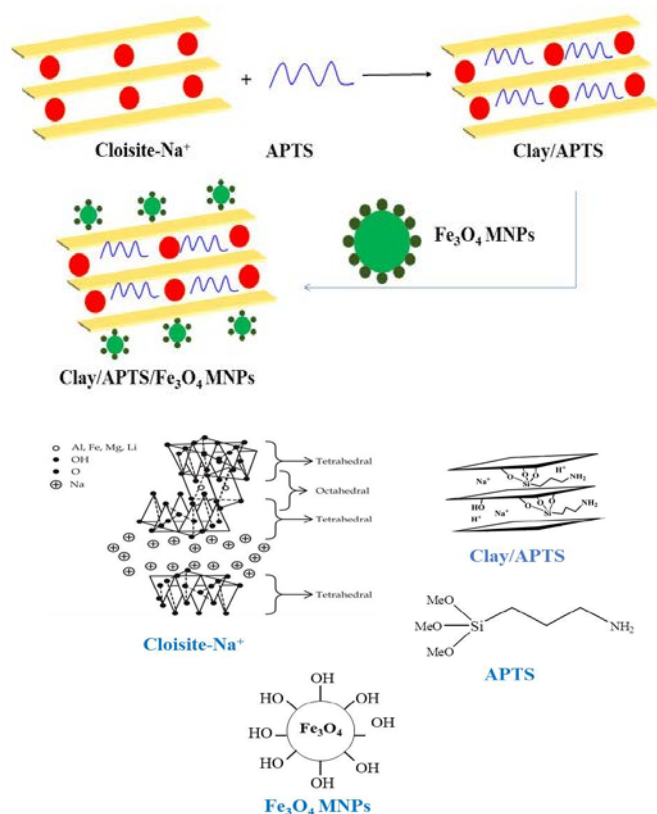 +
Cloisite-Na⁺
APTS
Clay/APTS
Fe₃O₄ MNPs
Clay/APTS/Fe₃O₄ MNPs
Al, Fe, Mg, Li
OH
O
Na
Tetrahedral
Octahedral
Tetrahedral
Tetrahedral
Cloisite-Na⁺
H⁺
Na⁺
O
O
O
Si
NH₂
HO
Na⁺
O
O
O
Si
NH₂
H⁺
Clay/APTS
MeO
MeO
Si
MeO
NH₂
APTS
OH
HO
OH
HO
Fe₃O₄
OH
HO
OH
OH
Fe₃O₄ MNPs